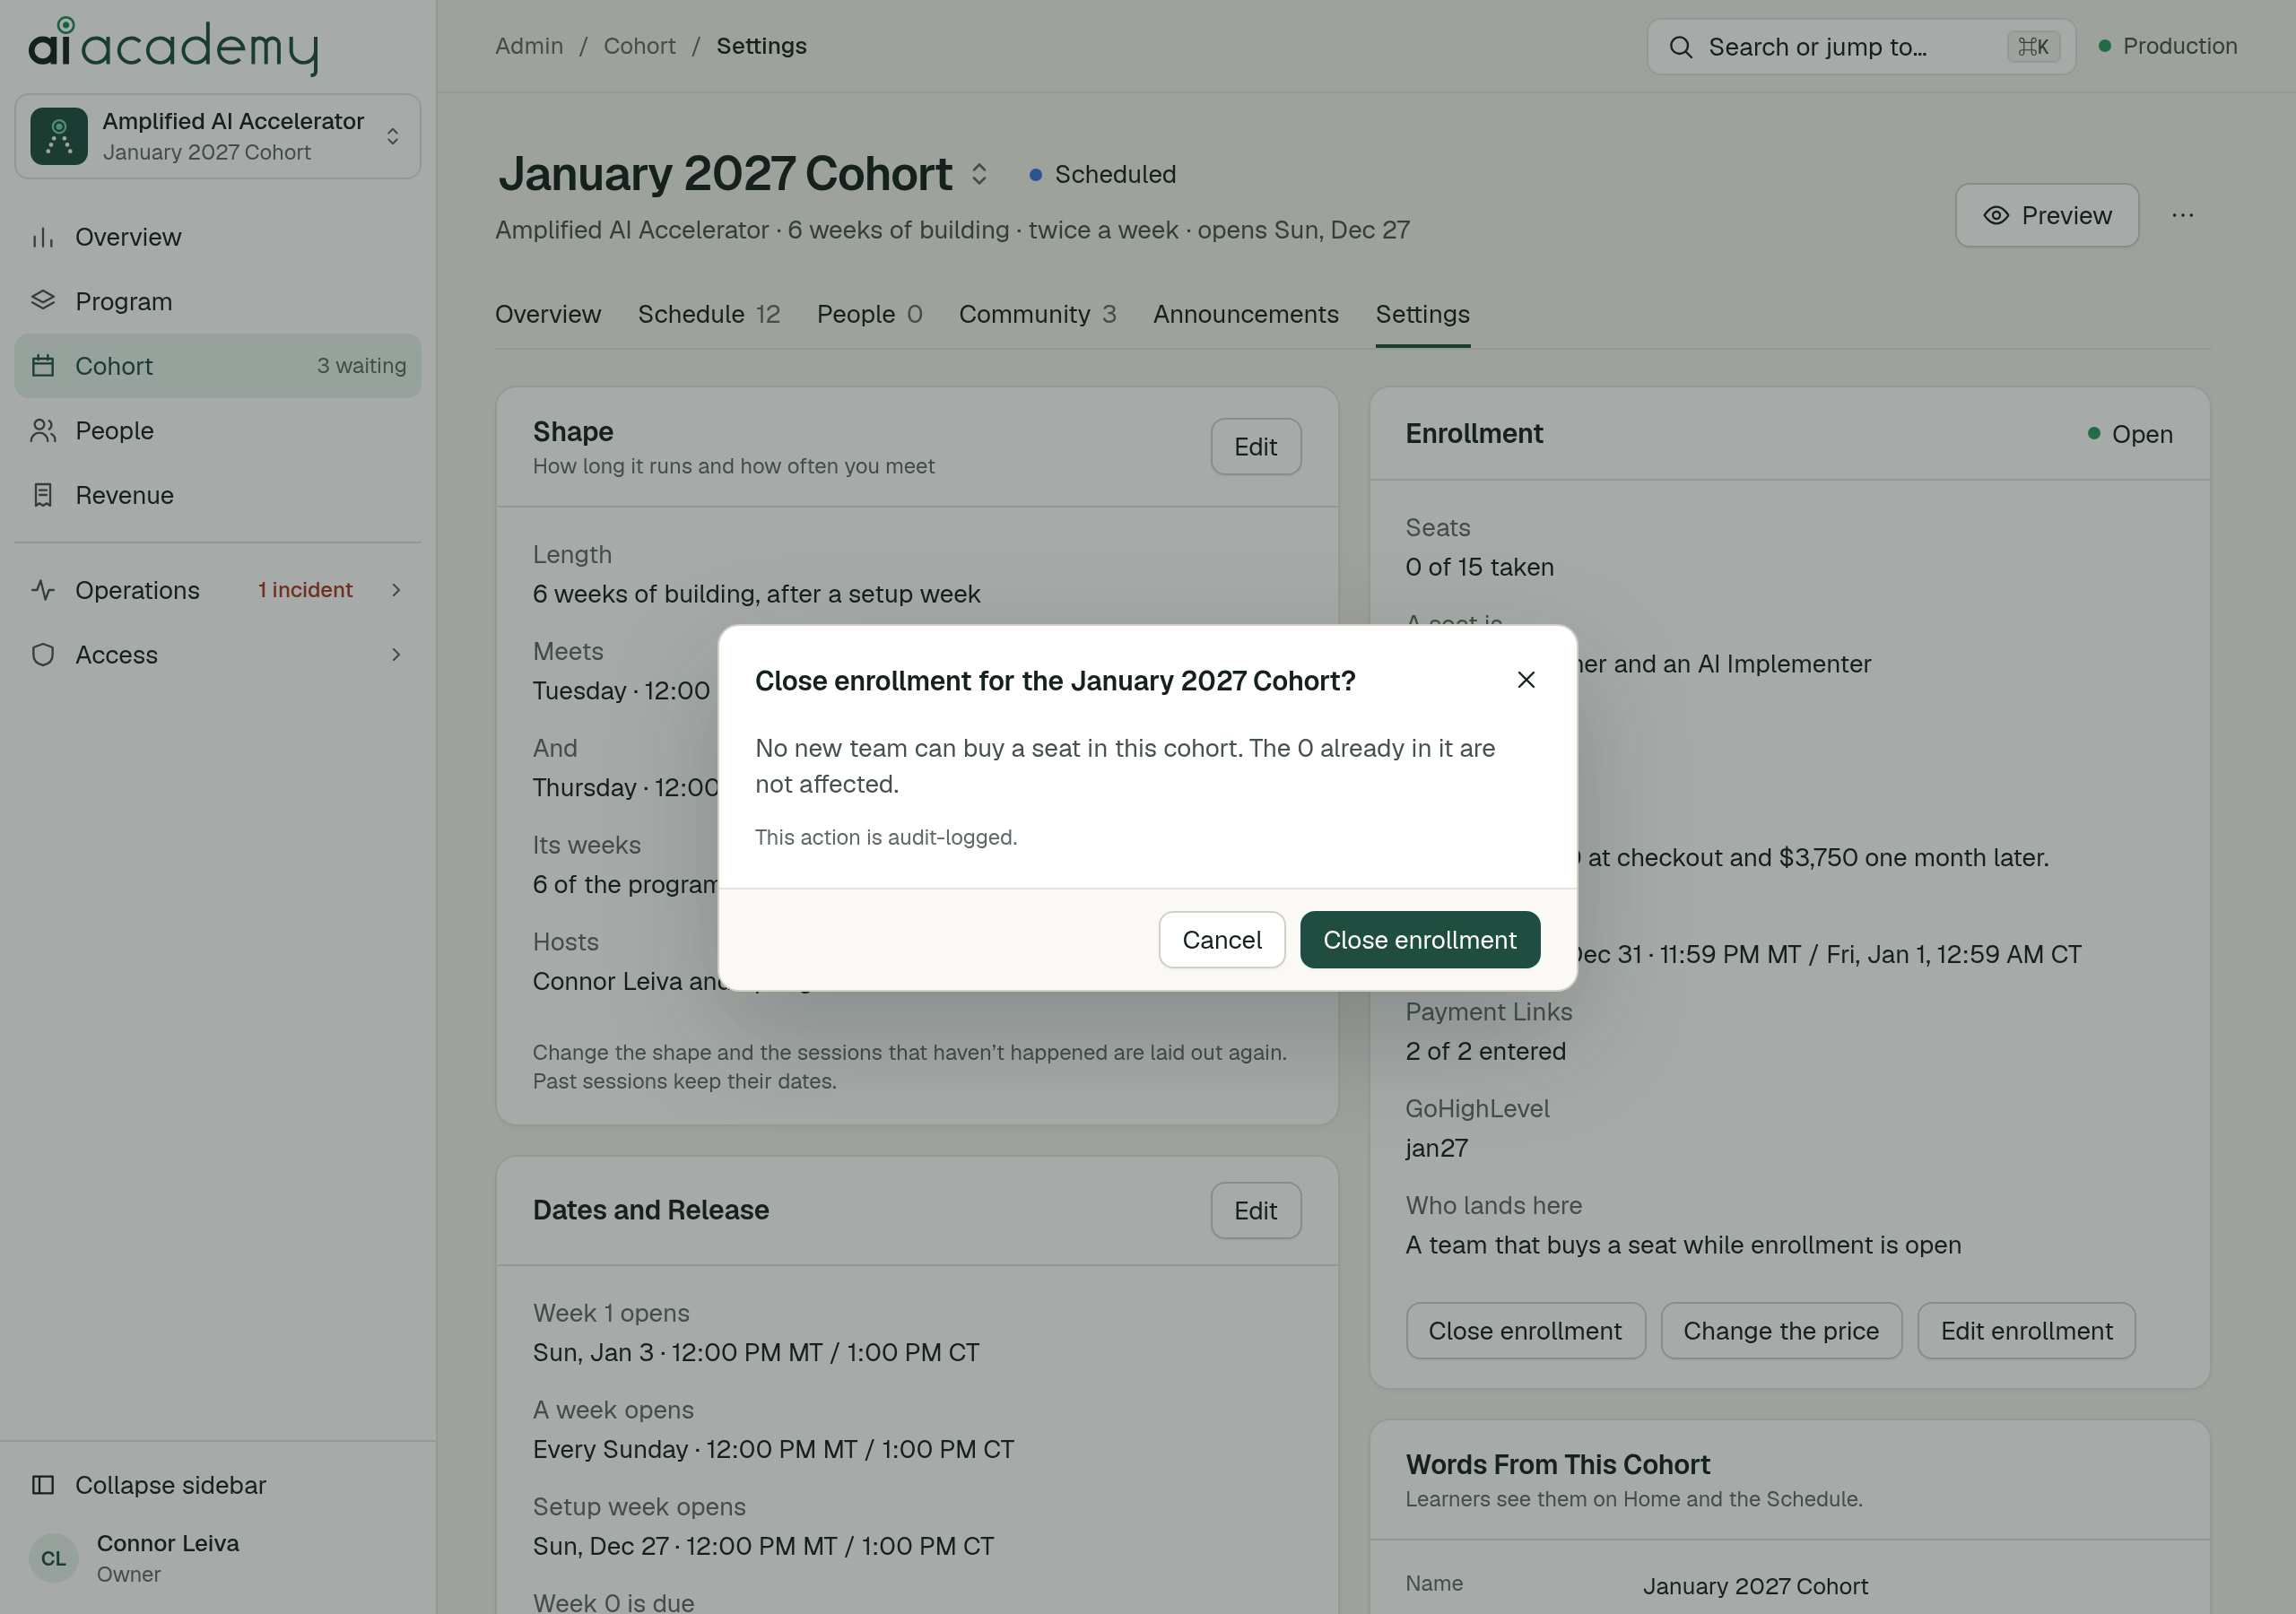 ai academy
Amplified AI Accelerator
January 2027 Cohort
Overview
Program
Cohort
3 waiting
People
Revenue
Operations
1 incident
Access
Collapse sidebar
CL
Connor Leiva
Owner
Admin / Cohort / Settings
Search or jump to...
⌘K
Production
January 2027 Cohort
Scheduled
Amplified AI Accelerator · 6 weeks of building · twice a week · opens Sun, Dec 27
Preview
Overview
Schedule 12
People 0
Community 3
Announcements
Settings
Shape
How long it runs and how often you meet
Edit
Length
6 weeks of building, after a setup week
Meets
Tuesday · 12:00
And
Thursday · 12:00
Its weeks
6 of the program
Hosts
Connor Leiva and
Change the shape and the sessions that haven’t happened are laid out again.
Past sessions keep their dates.
Dates and Release
Edit
Week 1 opens
Sun, Jan 3 · 12:00 PM MT / 1:00 PM CT
A week opens
Every Sunday · 12:00 PM MT / 1:00 PM CT
Setup week opens
Sun, Dec 27 · 12:00 PM MT / 1:00 PM CT
Week 0 is due
Close enrollment for the January 2027 Cohort?
No new team can buy a seat in this cohort. The 0 already in it are
not affected.
This action is audit-logged.
Cancel
Close enrollment
Enrollment
Open
Seats
0 of 15 taken
A seat is
and an AI Implementer
at checkout and $3,750 one month later.
Dec 31 · 11:59 PM MT / Fri, Jan 1, 12:59 AM CT
Payment Links
2 of 2 entered
GoHighLevel
jan27
Who lands here
A team that buys a seat while enrollment is open
Close enrollment
Change the price
Edit enrollment
Words From This Cohort
Learners see them on Home and the Schedule.
Name
January 2027 Cohort